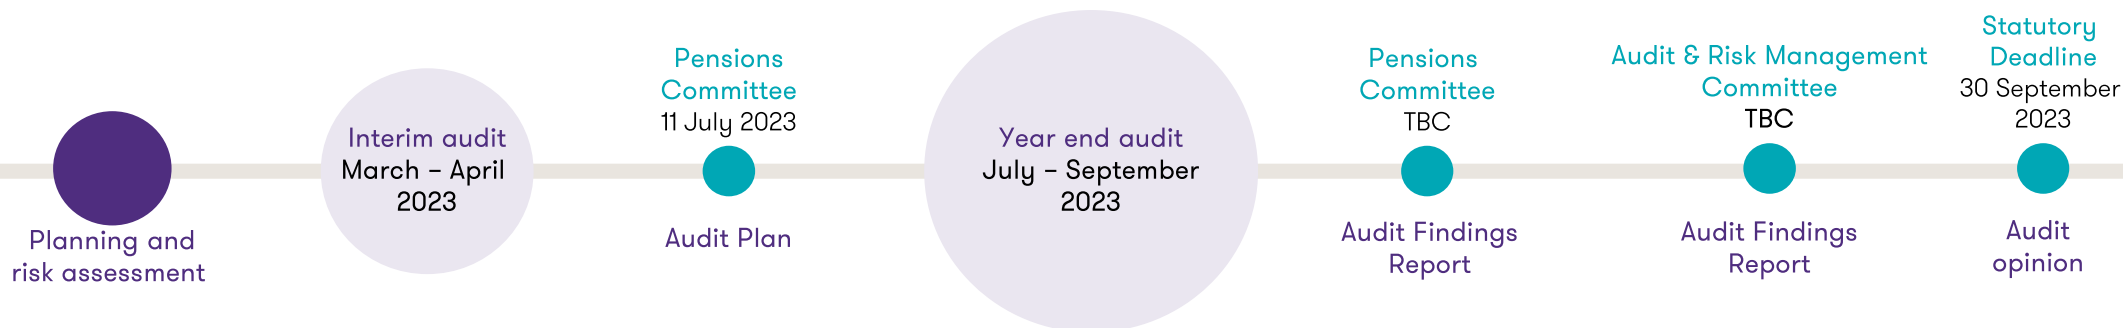 Planning and
risk assessment
Interim audit
March – April
2023
Pensions
Committee
11 July 2023
Audit Plan
Year end audit
July – September
2023
Pensions
Committee
TBC
Audit Findings
Report
Audit & Risk Management
Committee
TBC
Audit Findings
Report
Statutory
Deadline
30 September
2023
Audit
opinion